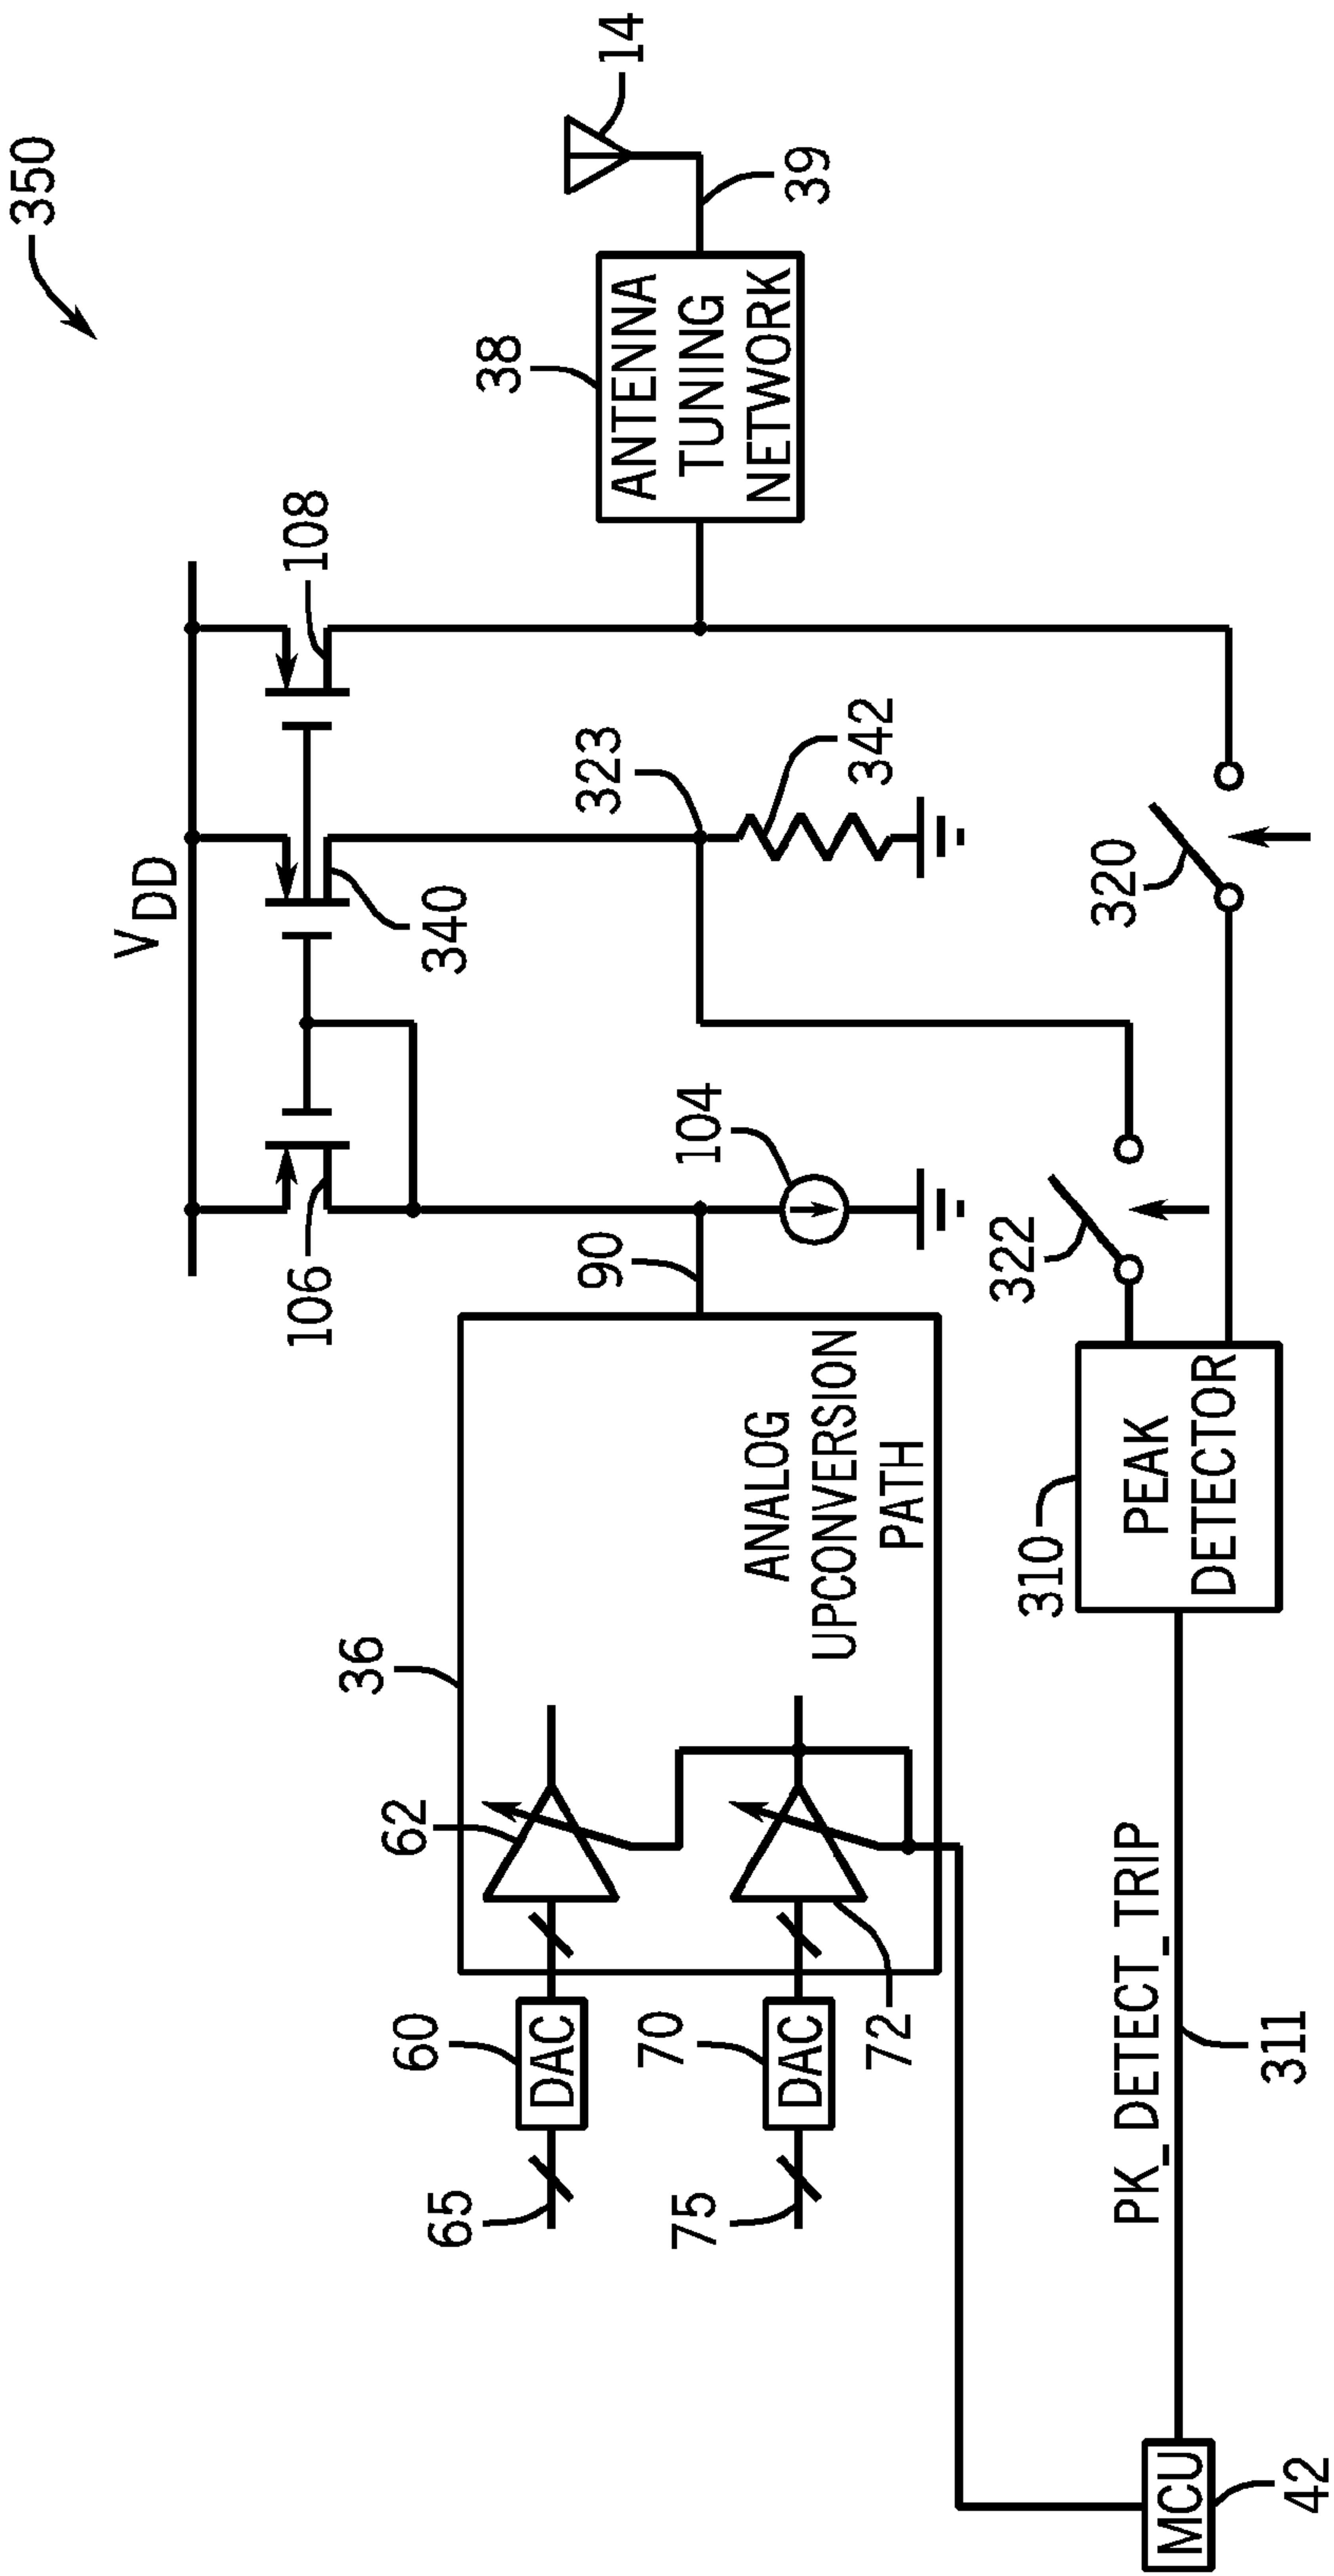 350
V DD
106
340
108
14
36
62
90
104
323
342
38
ANTENNA
TUNING
NETWORK
39
65
60
DAC
75
70
DAC
72
ANALOG
UPCONVERSION
PATH
322
320
310
PEAK
DETECTOR
PK_DETECT_TRIP
311
MCU
42